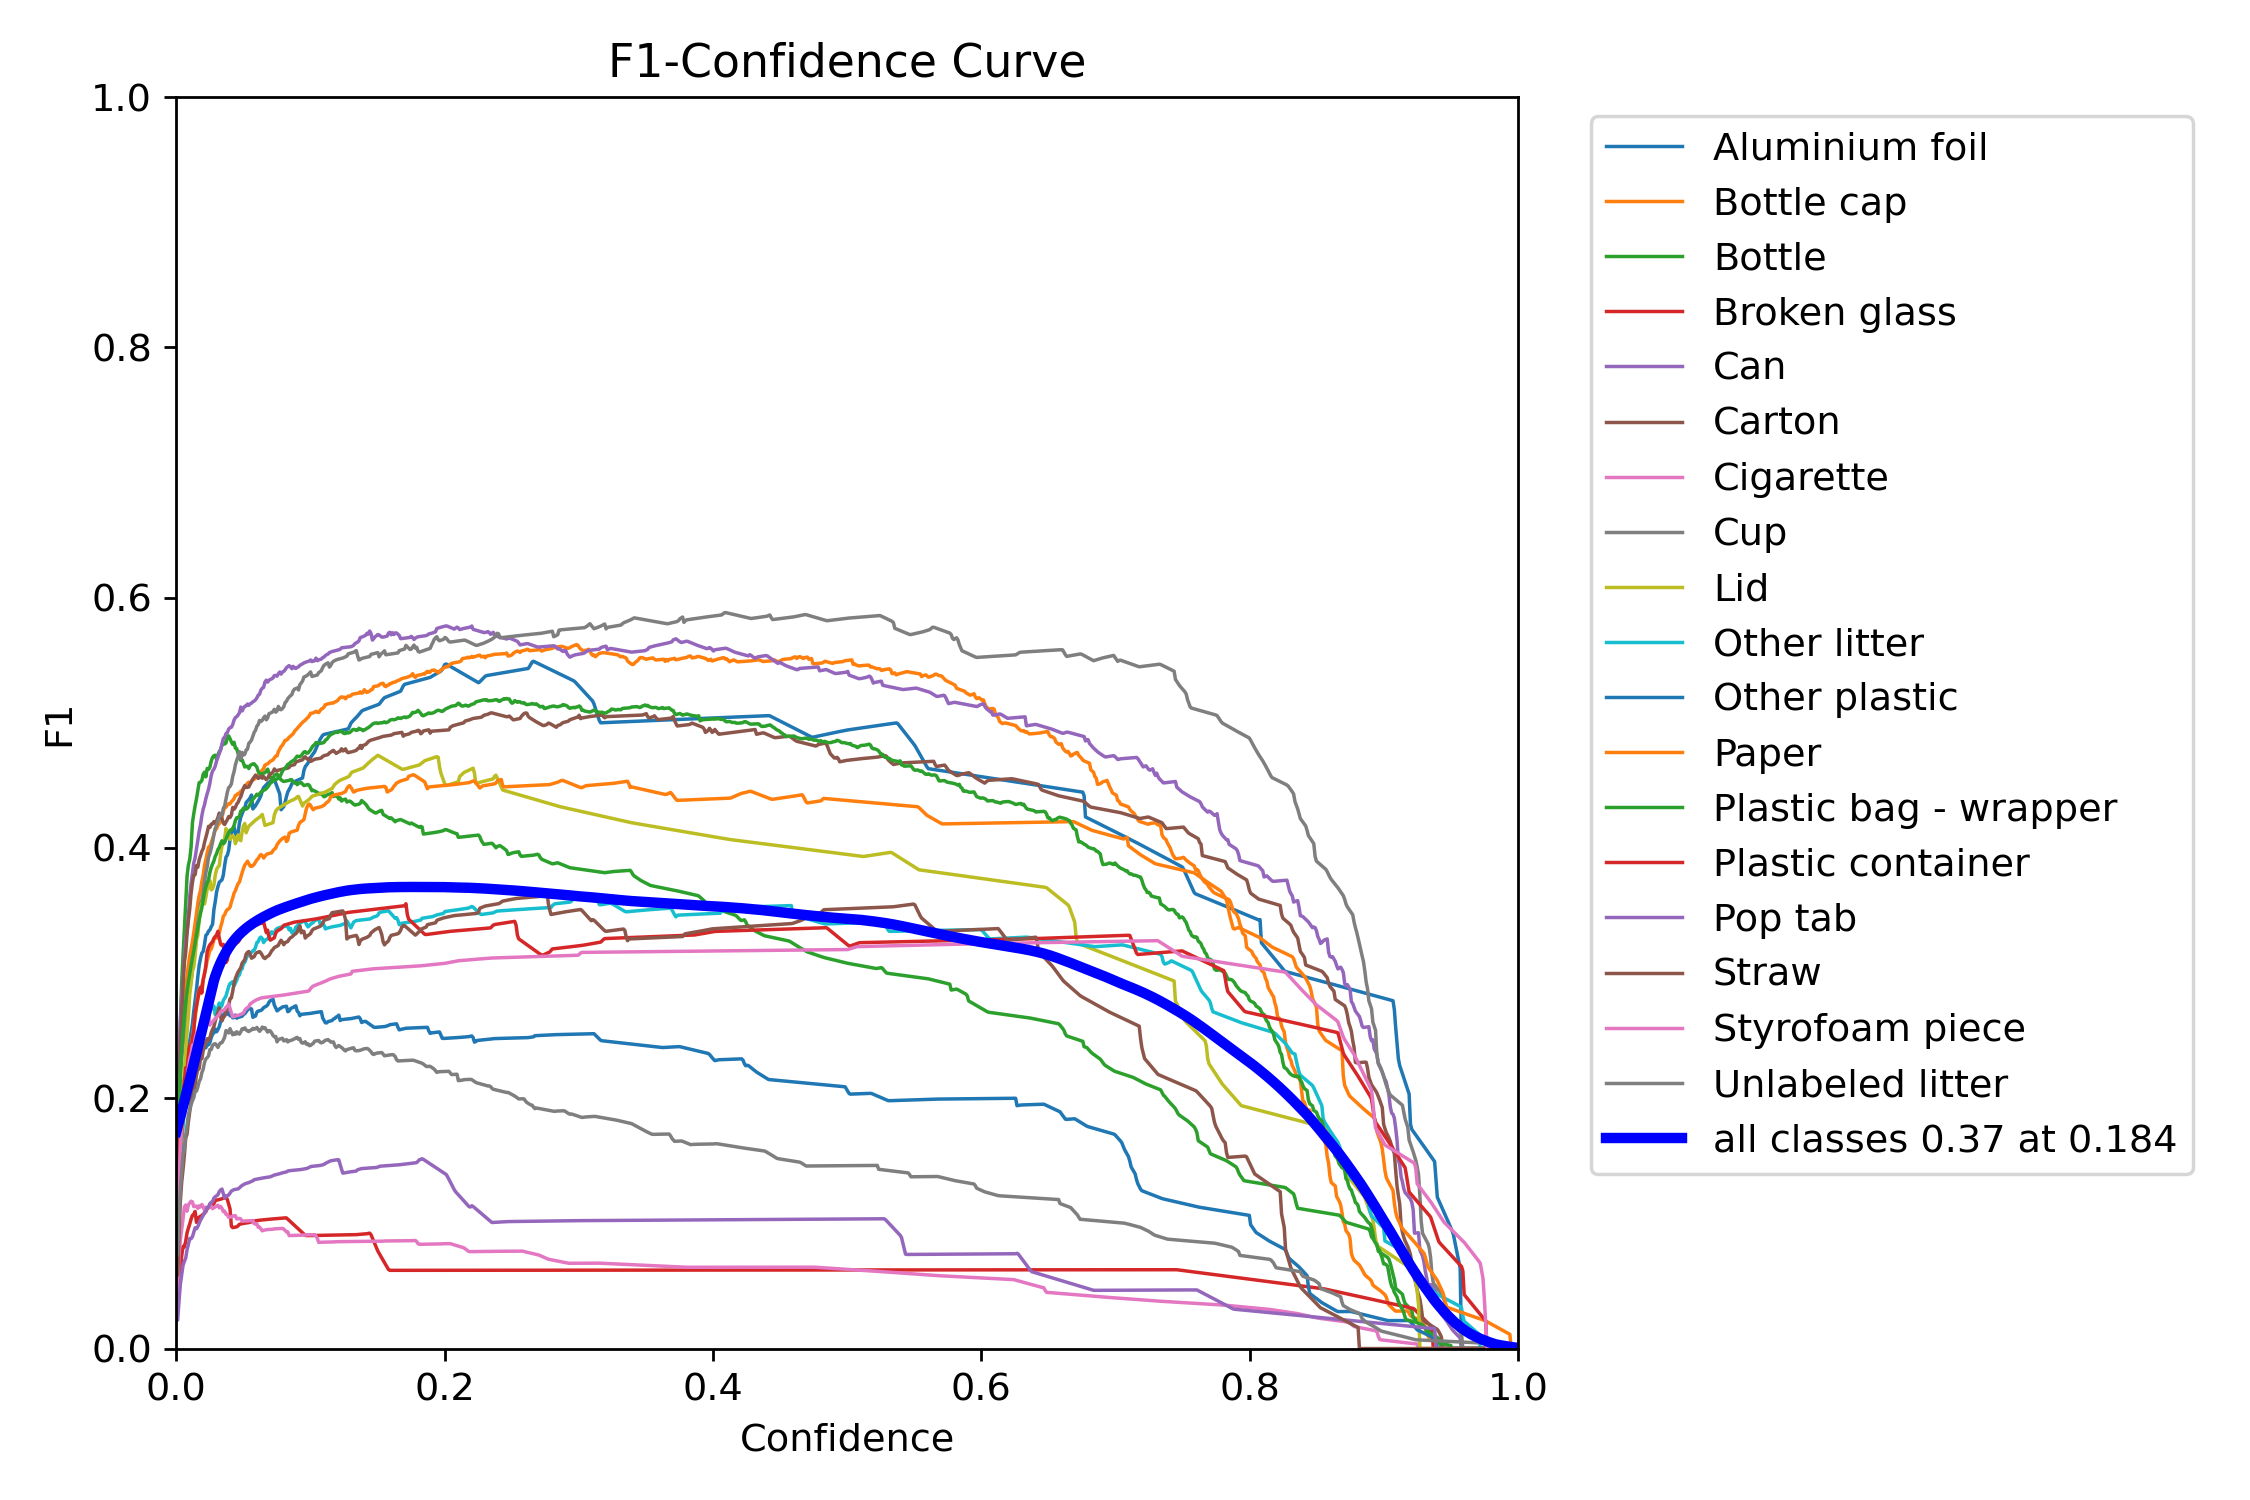 F1-Confidence Curve
1.0
0.8
0.6
0.4
0.2
0.0
F1
0.0 0.2 0.4 0.6 0.8 1.0
Confidence
Aluminium foil
Bottle cap
Bottle
Broken glass
Can
Carton
Cigarette
Cup
Lid
Other litter
Other plastic
Paper
Plastic bag - wrapper
Plastic container
Pop tab
Straw
Styrofoam piece
Unlabeled litter
all classes 0.37 at 0.184